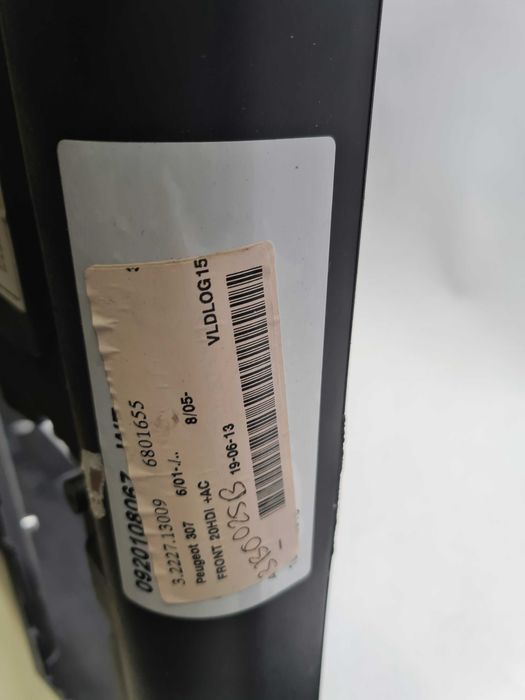 0920108067
3.2227.13009 6801655
Peugeot 307 6/01-/.. 8/05-
FRONT 20HDI +AC VLDLOG15
19-06-13